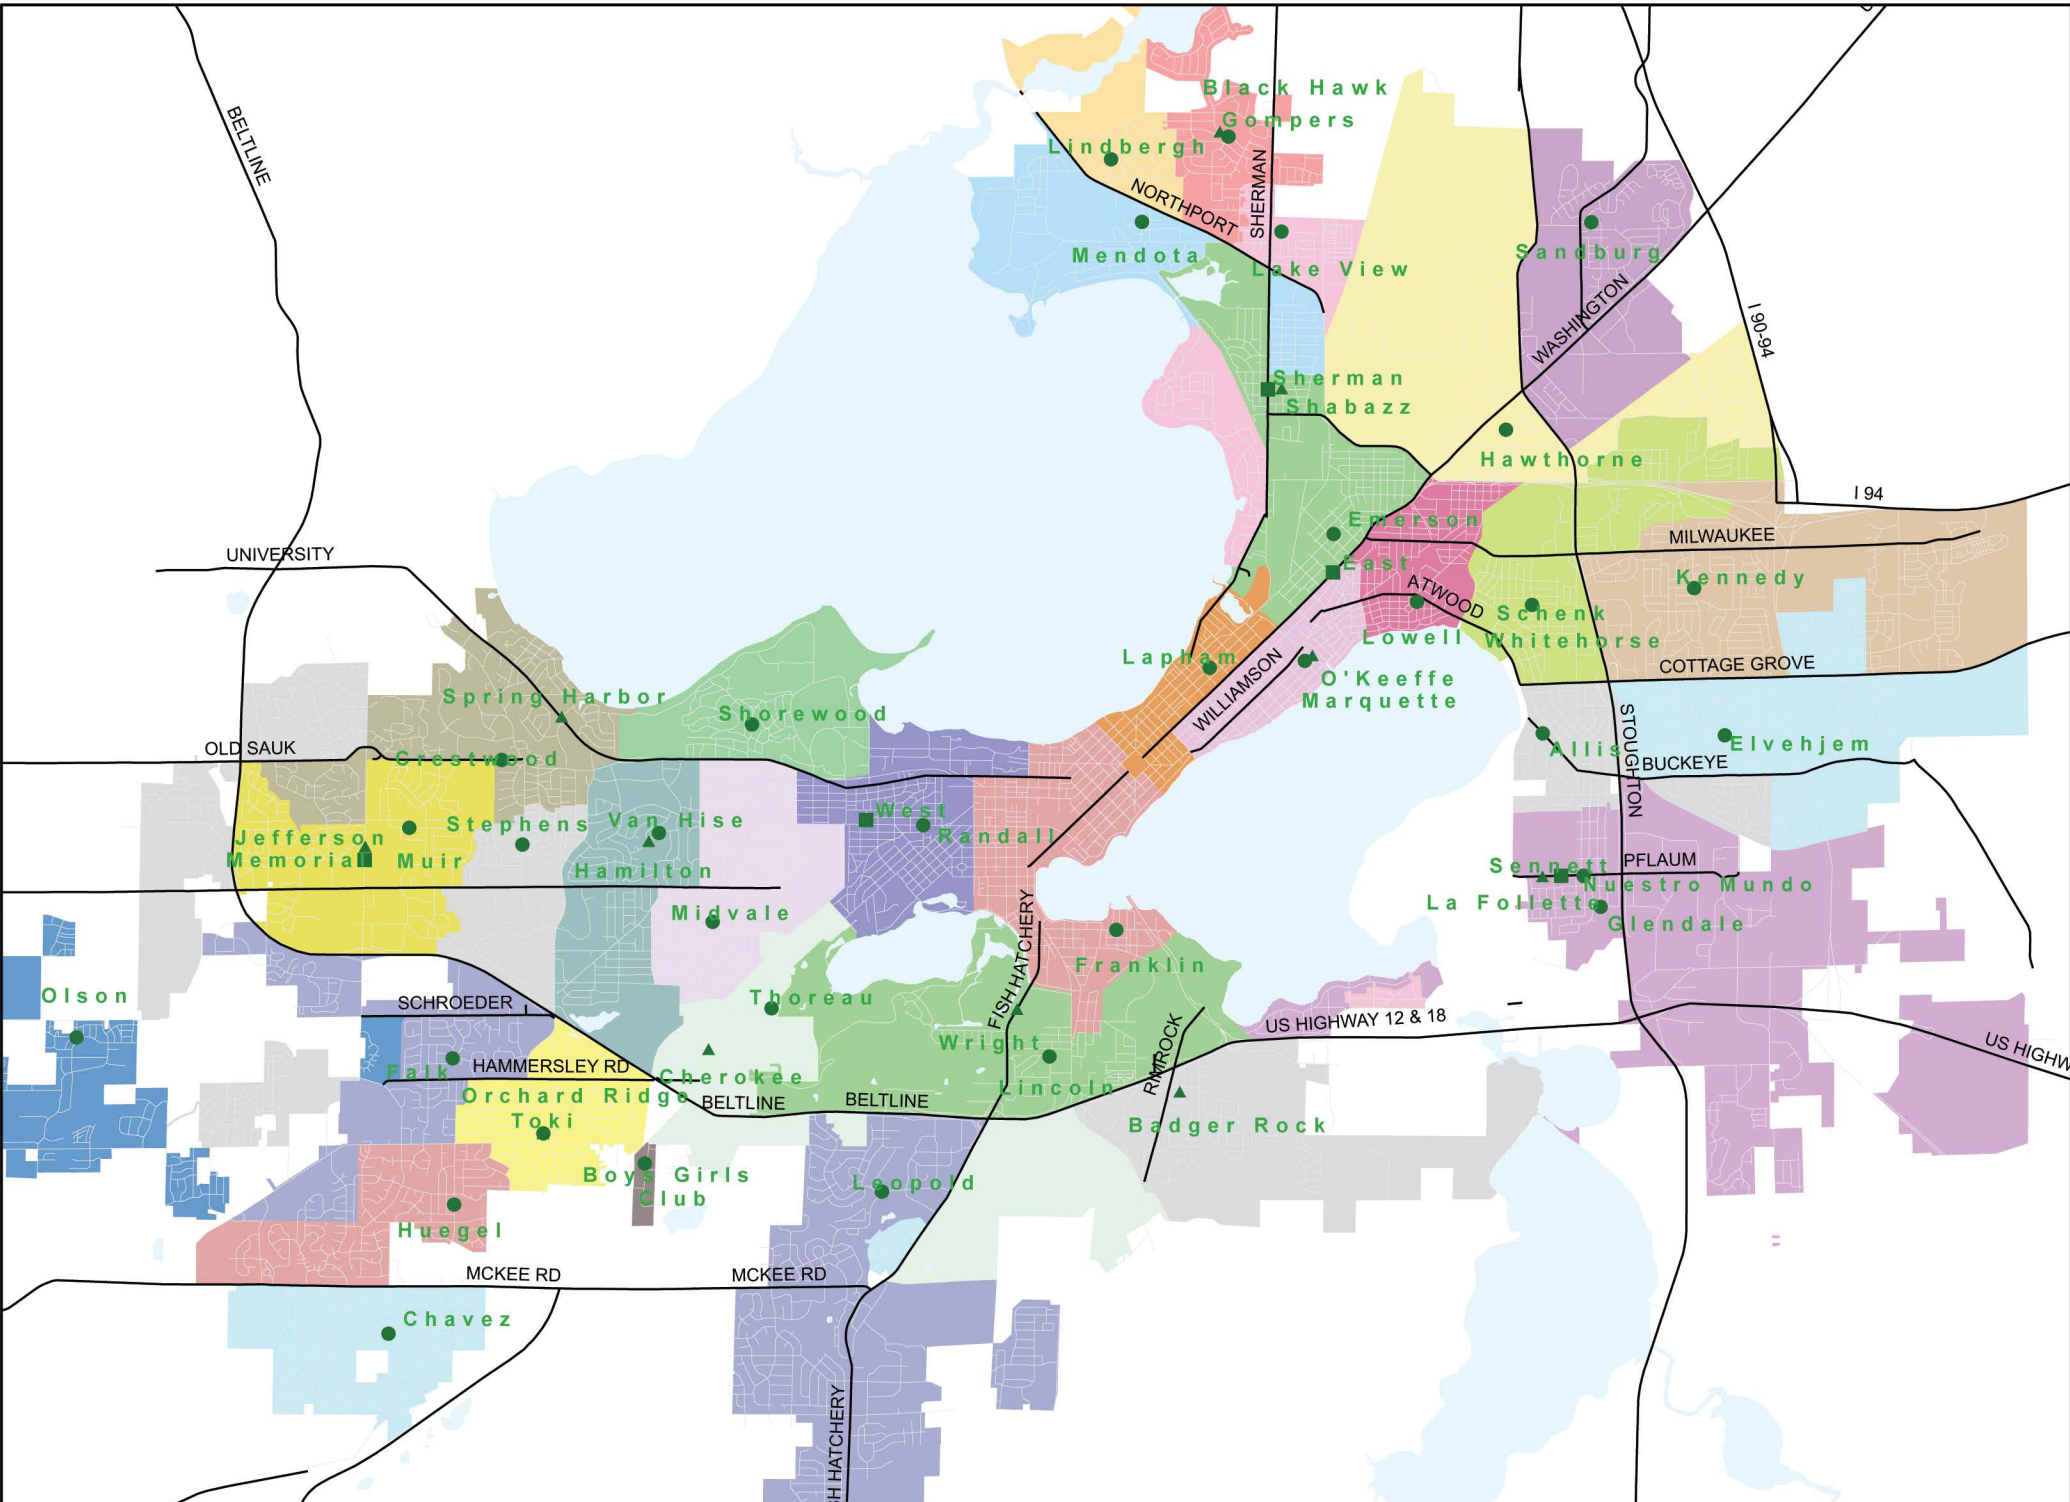 Black Hawk
Gompers
Lindbergh
BELTLINE
NORTHPORT
SHERMAN
Mendota
Lake View
Sandburg
WASHINGTON
I 90-94
Sherman
Shabazz
Hawthorne
I 94
Emerson
MILWAUKEE
UNIVERSITY
East
ATWOOD
Kennedy
Schenk
Whitehorse
Lowell
Lapham
WILLIAMSON
COTTAGE GROVE
O'Keeffe
Marquette
Spring Harbor
Shorewood
STOUGHTON
OLD SAUK
Crestwood
Allis
Elvehjem
BUCKEYE
West
Randall
Stephens
Van Hise
Jefferson
Memorial
Muir
Hamilton
Sennett
PFLAUM
Nuestro Mundo
La Follette
Glendale
Midvale
FISH HATCHERY
Franklin
Olson
SCHROEDER
Thoreau
US HIGHWAY 12 & 18
Wright
RIMROCK
US HIGHW
Falk
HAMMERSLEY RD
Cherokee
Lincoln
Orchard Ridge
Toki
BELTLINE
BELTLINE
Badger Rock
Boys Girls
Club
Leopold
Huegel
MCKEE RD
MCKEE RD
Chavez
SH HATCHERY